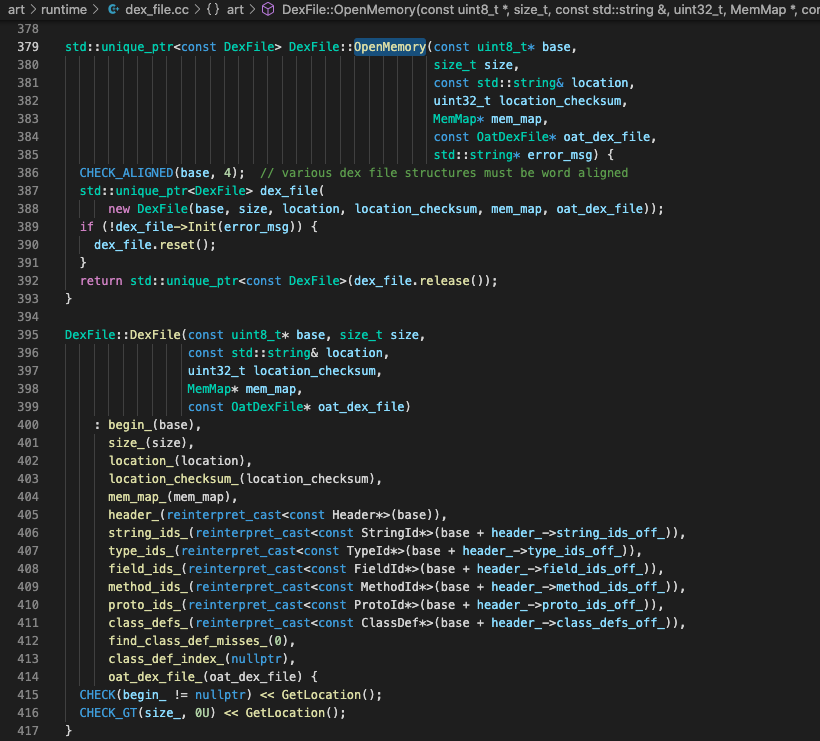 art > runtime > dex_file.cc > {} art > DexFile::OpenMemory(const uint8_t *, size_t, const std::string &, uint32_t, MemMap *, con
378
379 std::unique_ptr<const DexFile> DexFile::OpenMemory(const uint8_t* base,
380 size_t size,
381 const std::string& location,
382 uint32_t location_checksum,
383 MemMap* mem_map,
384 const OatDexFile* oat_dex_file,
385 std::string* error_msg) {
386 CHECK_ALIGNED(base, 4);  // various dex file structures must be word aligned
387 std::unique_ptr<DexFile> dex_file(
388 new DexFile(base, size, location, location_checksum, mem_map, oat_dex_file));
389 if (!dex_file->Init(error_msg)) {
390 dex_file.reset();
391 }
392 return std::unique_ptr<const DexFile>(dex_file.release());
393 }
394
395 DexFile::DexFile(const uint8_t* base, size_t size,
396 const std::string& location,
397 uint32_t location_checksum,
398 MemMap* mem_map,
399 const OatDexFile* oat_dex_file)
400 : begin_(base),
401 size_(size),
402 location_(location),
403 location_checksum_(location_checksum),
404 mem_map_(mem_map),
405 header_(reinterpret_cast<const Header*>(base)),
406 string_ids_(reinterpret_cast<const StringId*>(base + header_->string_ids_off_)),
407 type_ids_(reinterpret_cast<const TypeId*>(base + header_->type_ids_off_)),
408 field_ids_(reinterpret_cast<const FieldId*>(base + header_->field_ids_off_)),
409 method_ids_(reinterpret_cast<const MethodId*>(base + header_->method_ids_off_)),
410 proto_ids_(reinterpret_cast<const ProtoId*>(base + header_->proto_ids_off_)),
411 class_defs_(reinterpret_cast<const ClassDef*>(base + header_->class_defs_off_)),
412 find_class_def_misses_(0),
413 class_def_index_(nullptr),
414 oat_dex_file_(oat_dex_file) {
415 CHECK(begin_ != nullptr) << GetLocation();
416 CHECK_GT(size_, 0U) << GetLocation();
417 }